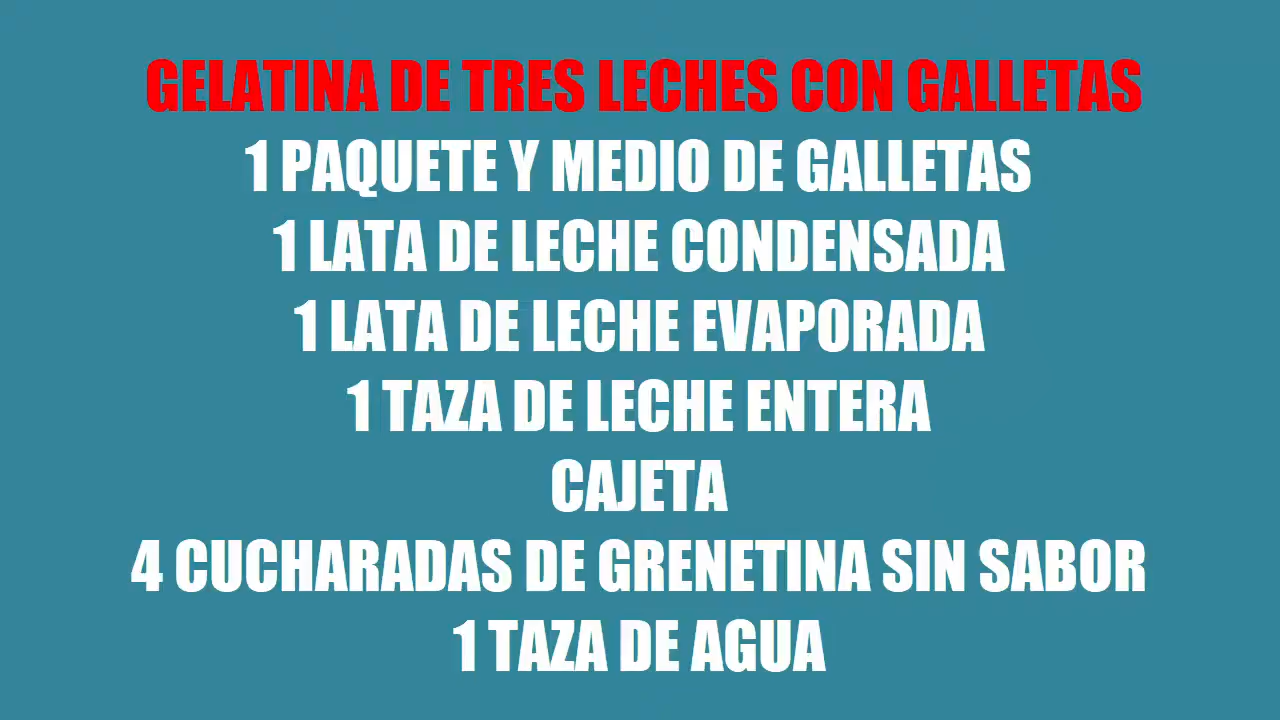 GELATINA DE TRES LECHES CON GALLETAS
1 PAQUETE Y MEDIO DE GALLETAS
1 LATA DE LECHE CONDENSADA
1 LATA DE LECHE EVAPORADA
1 TAZA DE LECHE ENTERA
CAJETA
4 CUCHARADAS DE GRENETINA SIN SABOR
1 TAZA DE AGUA